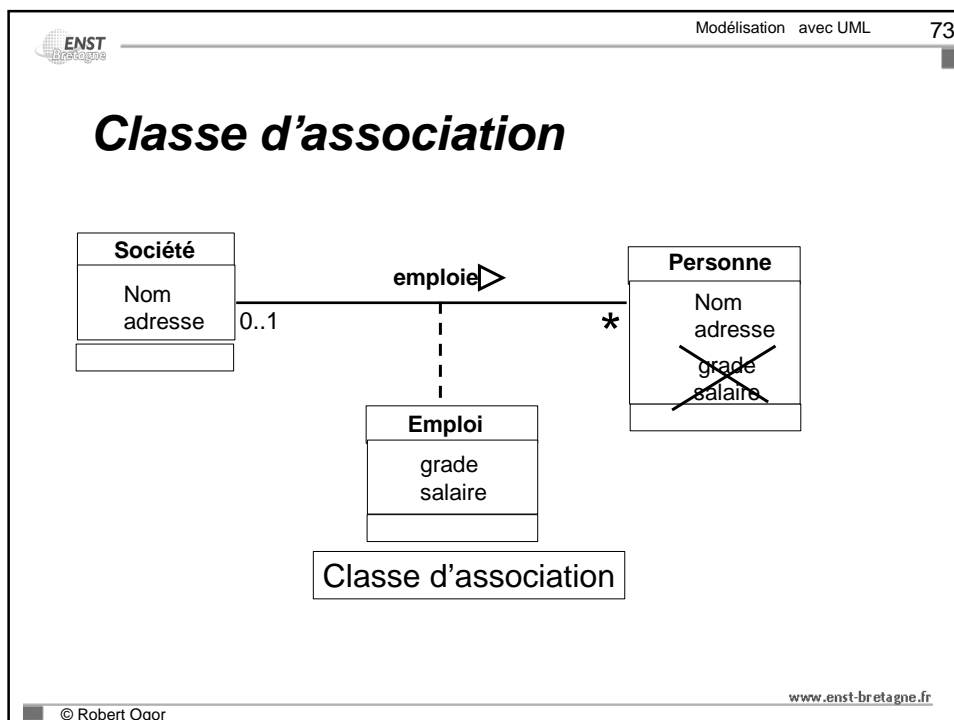 Modélisation avec UML 73
ENST
Bretagne
Classe d'association
Société
Nom
adresse
0..1
emploie
*
Personne
Nom
adresse
grade
salaire
Emploi
grade
salaire
Classe d'association
www.enst-bretagne.fr
© Robert Ogor